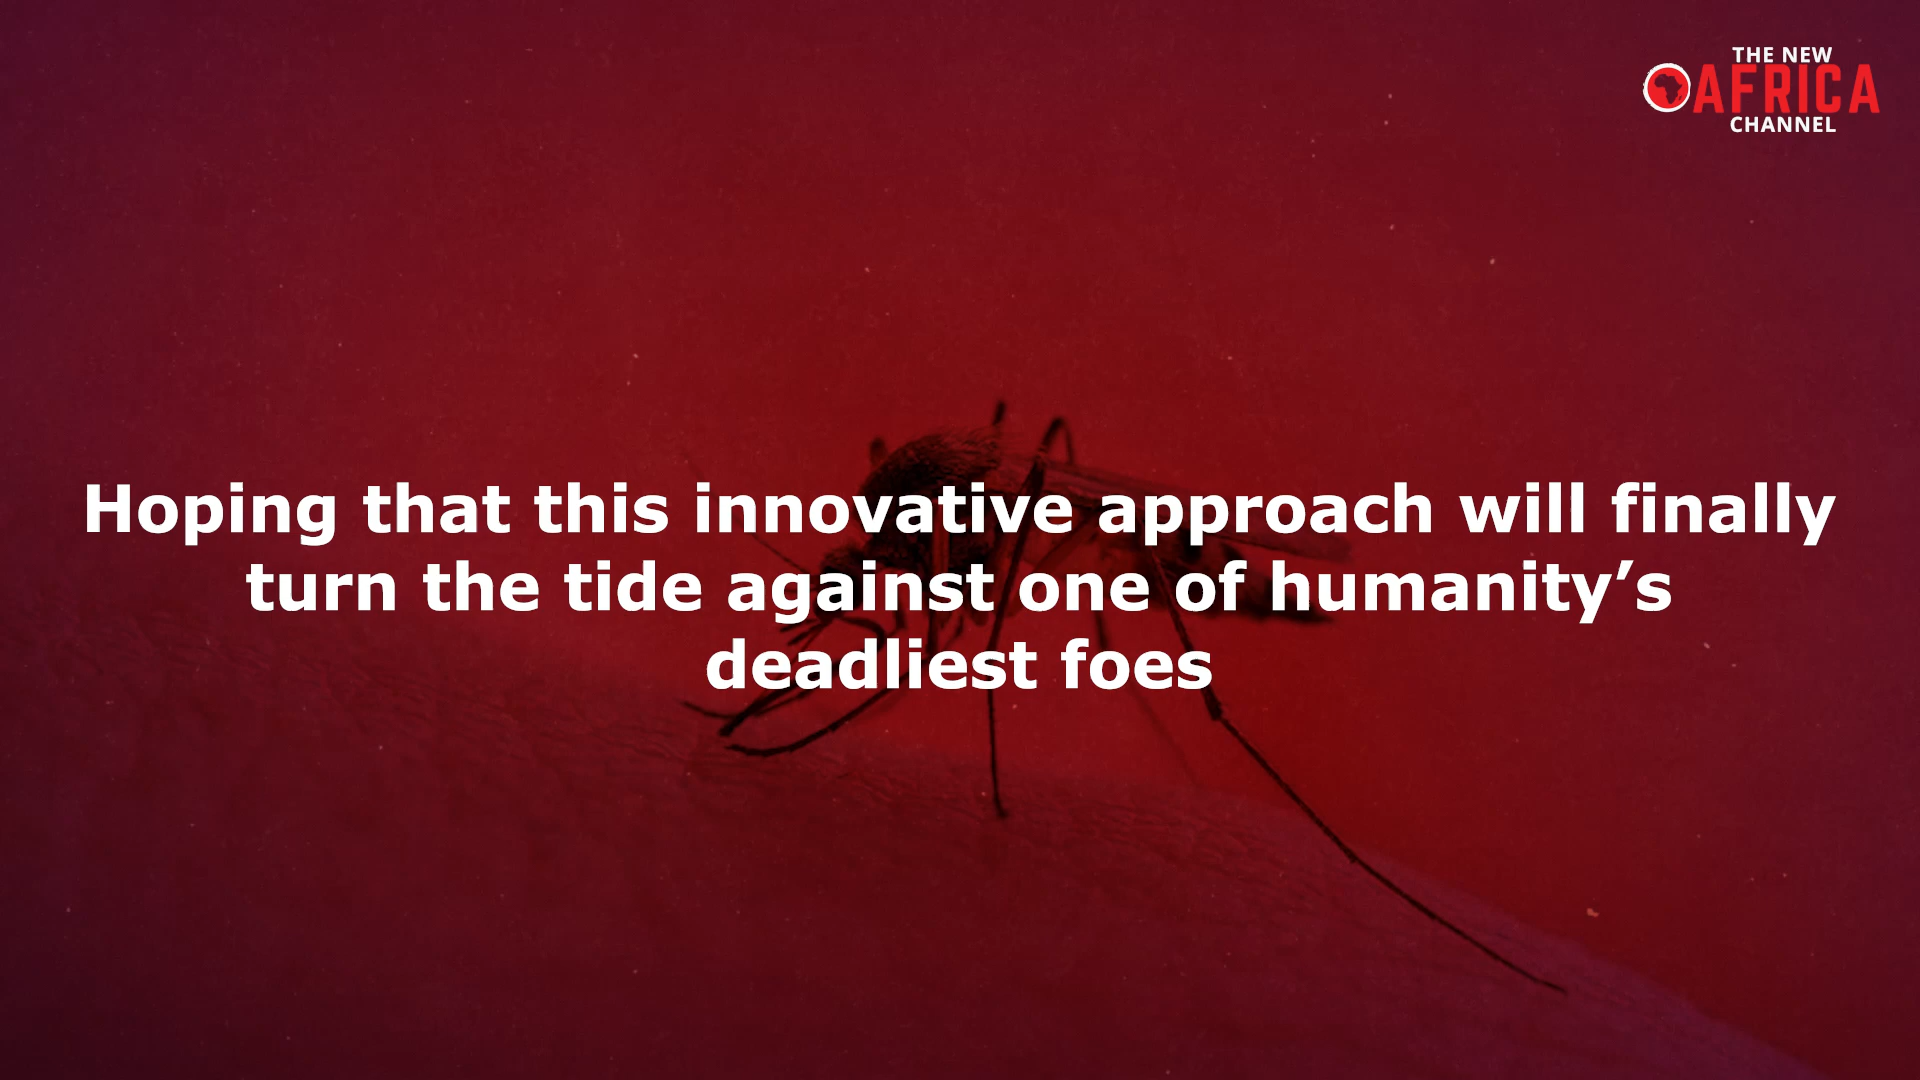 THE NEW
AFRICA
CHANNEL
Hoping that this innovative approach will finally
turn the tide against one of humanity’s
deadliest foes